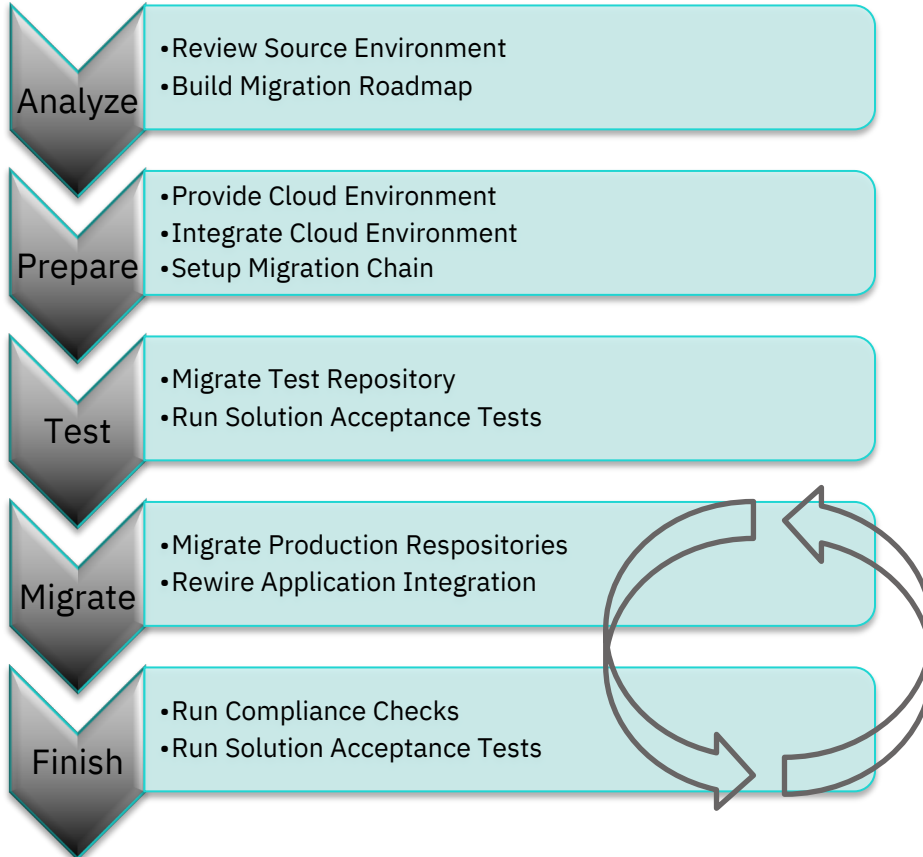 Analyze
•Review Source Environment
•Build Migration Roadmap
Prepare
•Provide Cloud Environment
•Integrate Cloud Environment
•Setup Migration Chain
Test
•Migrate Test Repository
•Run Solution Acceptance Tests
Migrate
•Migrate Production Respositories
•Rewire Application Integration
Finish
•Run Compliance Checks
•Run Solution Acceptance Tests